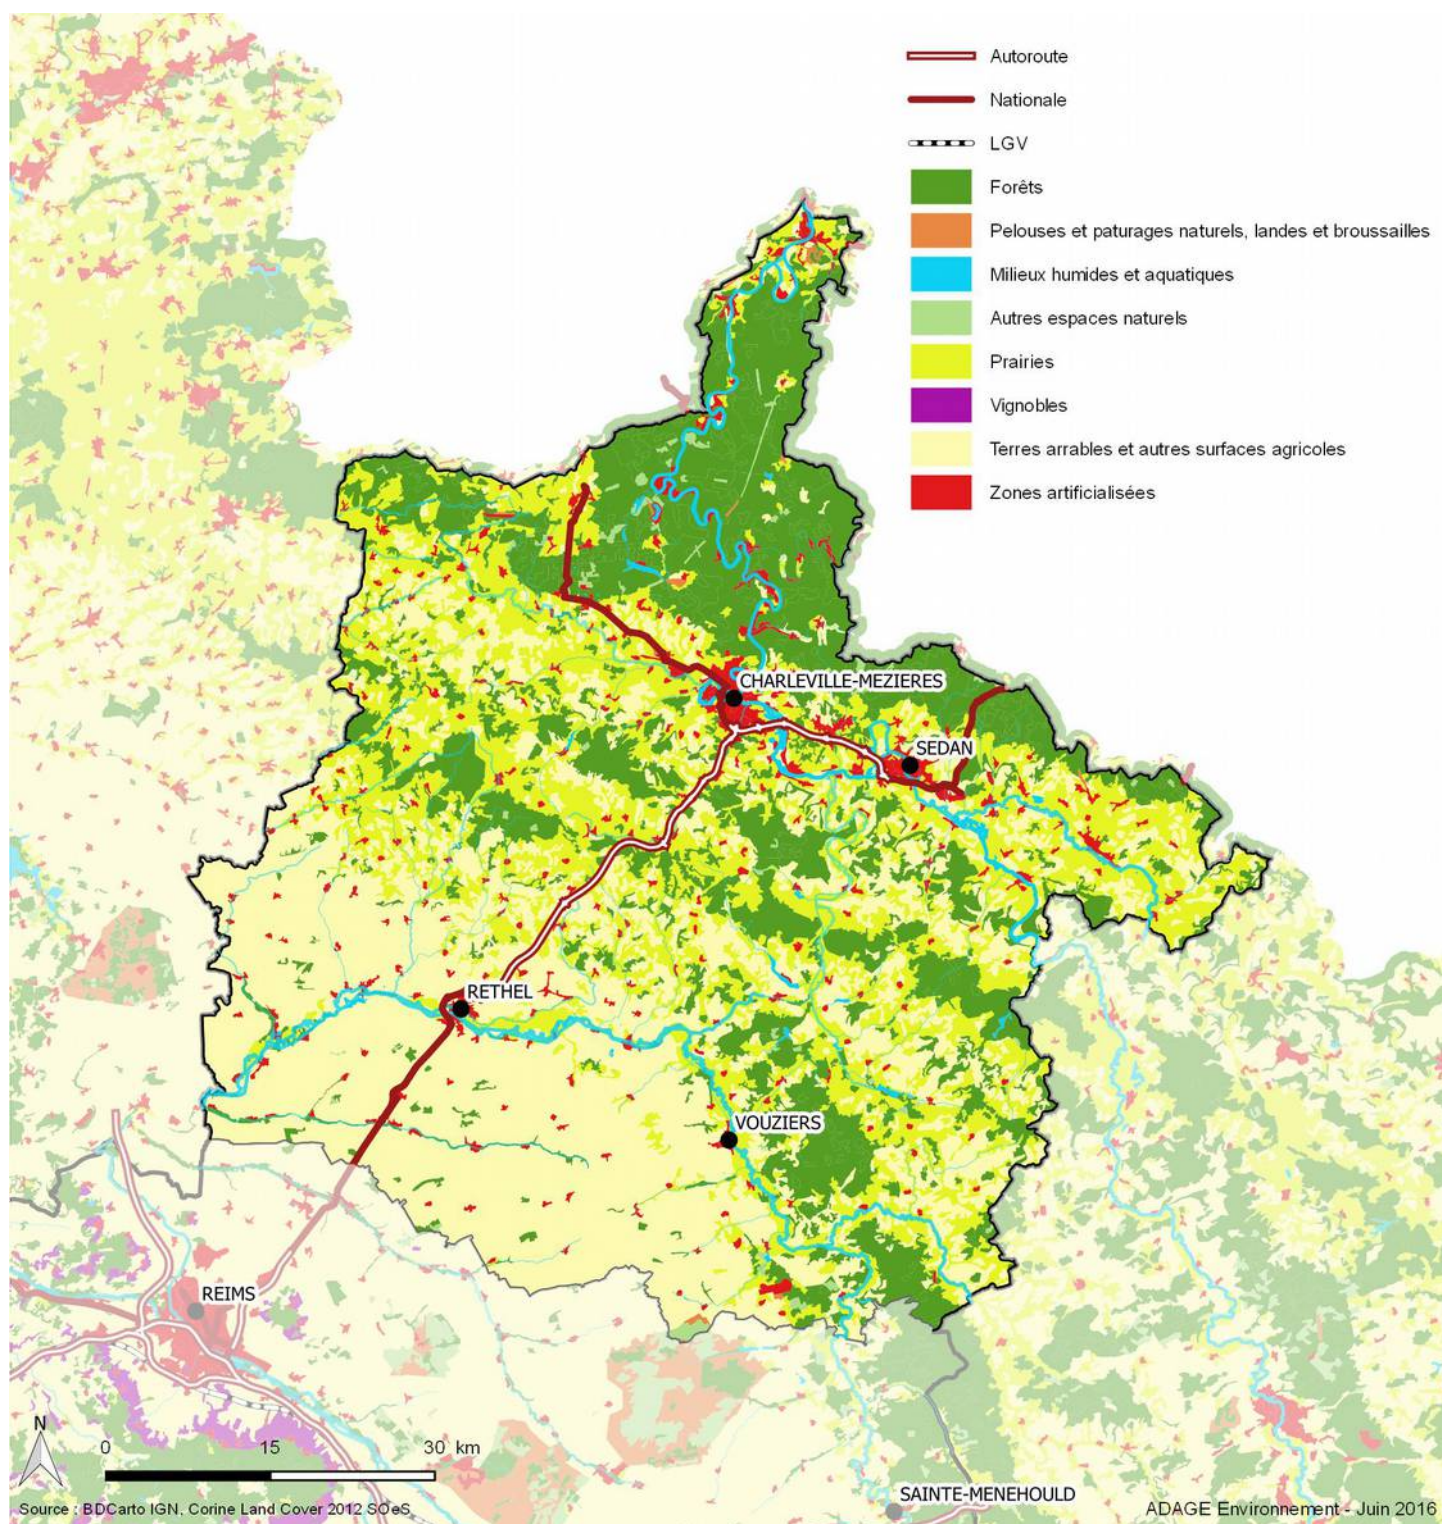 Autoroute
Nationale
LGV
Forêts
Pelouses et paturages naturels, landes et broussailles
Milieux humides et aquatiques
Autres espaces naturels
Prairies
Vignobles
Terres arrables et autres surfaces agricoles
Zones artificialisées
CHARLEVILLE-MEZIERES
SEDAN
RETHEL
VOUZIERS
REIMS
N
0 15 30 km
SAINTE-MENEHOULD
Source : BDCarto IGN, Corine Land Cover 2012 SOeS
ADAGE Environnement - Juin 2016